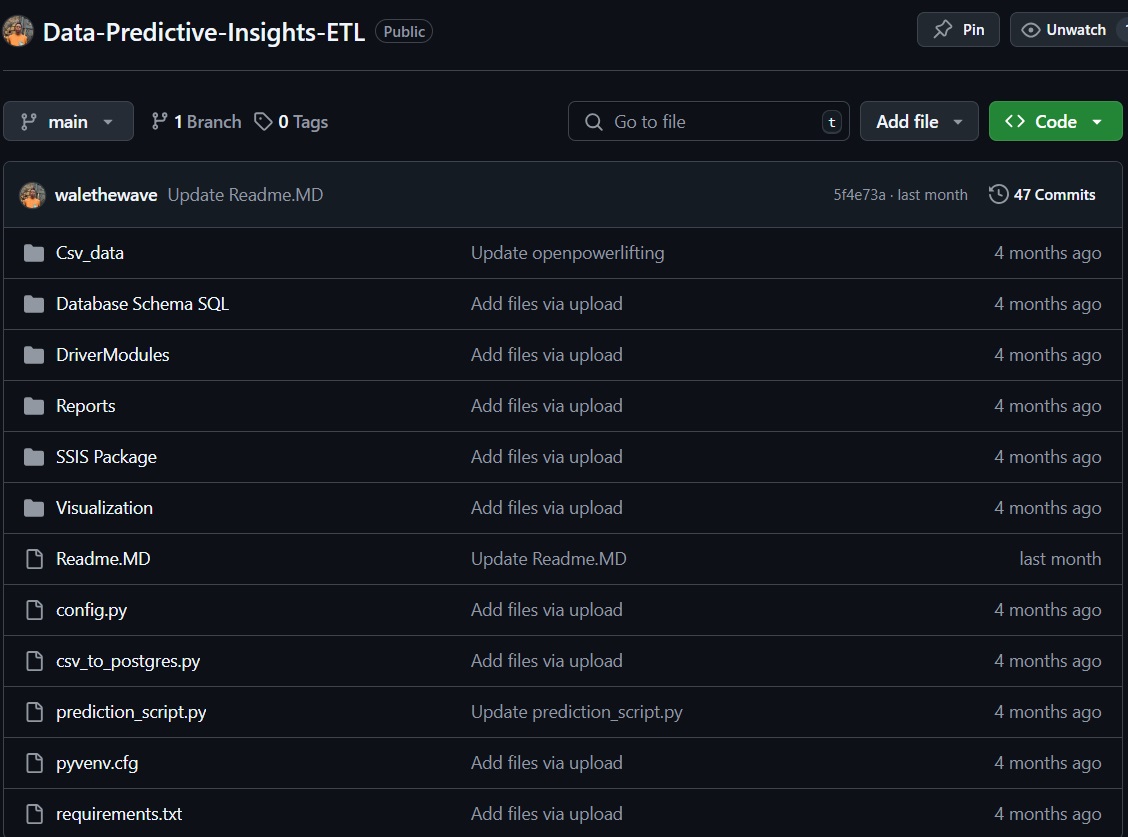 Data-Predictive-Insights-ETL Public Pin Unwatch
main 1 Branch 0 Tags Go to file t Add file Code
walethewave Update Readme.MD 5f4e73a · last month 47 Commits
Csv_data Update openpowerlifting 4 months ago
Database Schema SQL Add files via upload 4 months ago
DriverModules Add files via upload 4 months ago
Reports Add files via upload 4 months ago
SSIS Package Add files via upload 4 months ago
Visualization Add files via upload 4 months ago
Readme.MD Update Readme.MD last month
config.py Add files via upload 4 months ago
csv_to_postgres.py Add files via upload 4 months ago
prediction_script.py Update prediction_script.py 4 months ago
pyvenv.cfg Add files via upload 4 months ago
requirements.txt Add files via upload 4 months ago